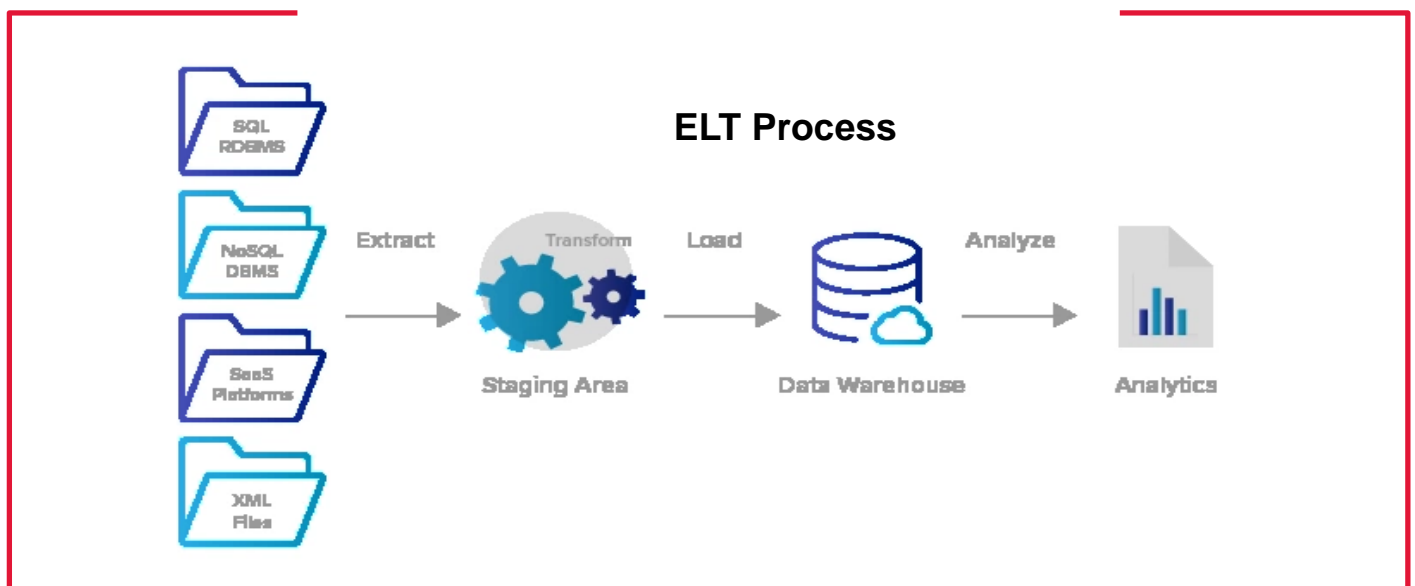 ELT Process
SQL
RDBMS
NoSQL
DBMS
SaaS
Platforms
XML
Files
Extract
Transform
Staging Area
Load
Data Warehouse
Analyze
Analytics